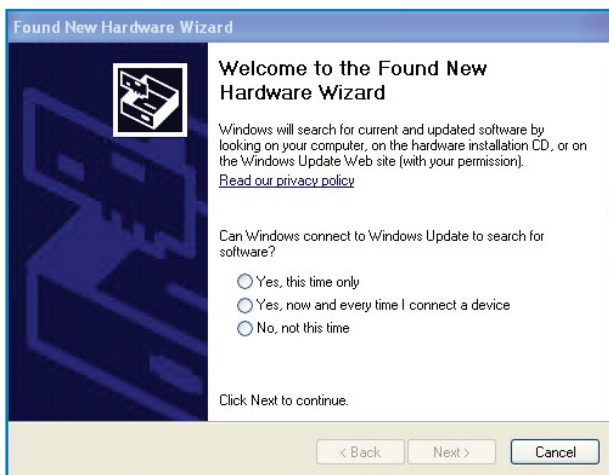 Found New Hardware Wizard
Welcome to the Found New
Hardware Wizard
Windows will search for current and updated software by
looking on your computer, on the hardware installation CD, or on
the Windows Update Web site (with your permission).
Read our privacy policy
Can Windows connect to Windows Update to search for
software?
Yes, this time only
Yes, now and every time I connect a device
No, not this time
Click Next to continue.
< Back Next > Cancel